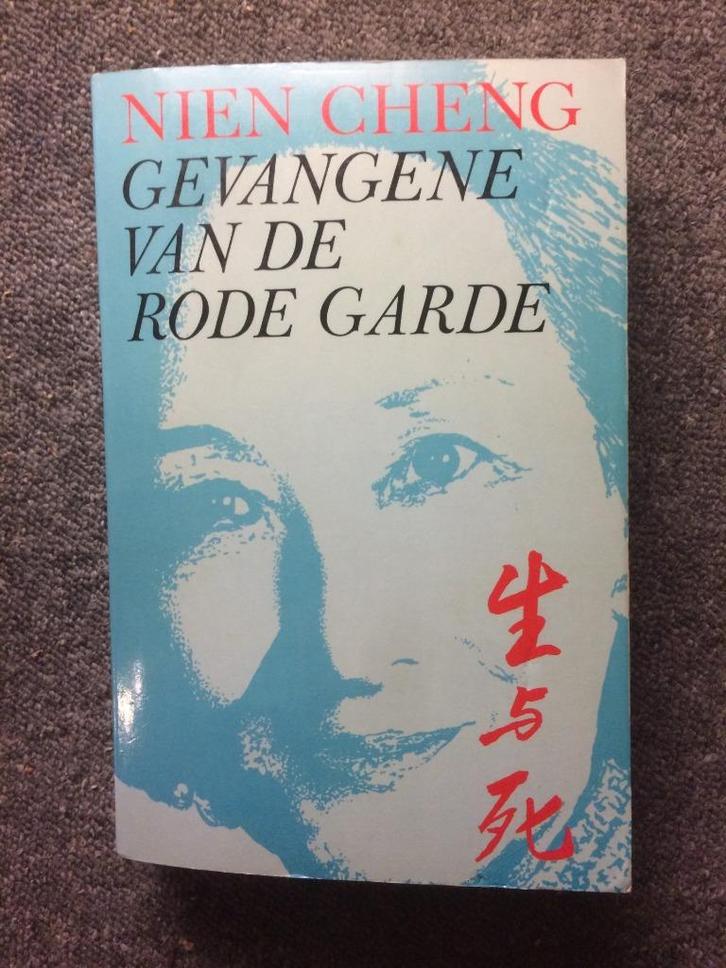 NIEN CHENG
GEVANGENE
VAN DE
RODE GARDE
生与死